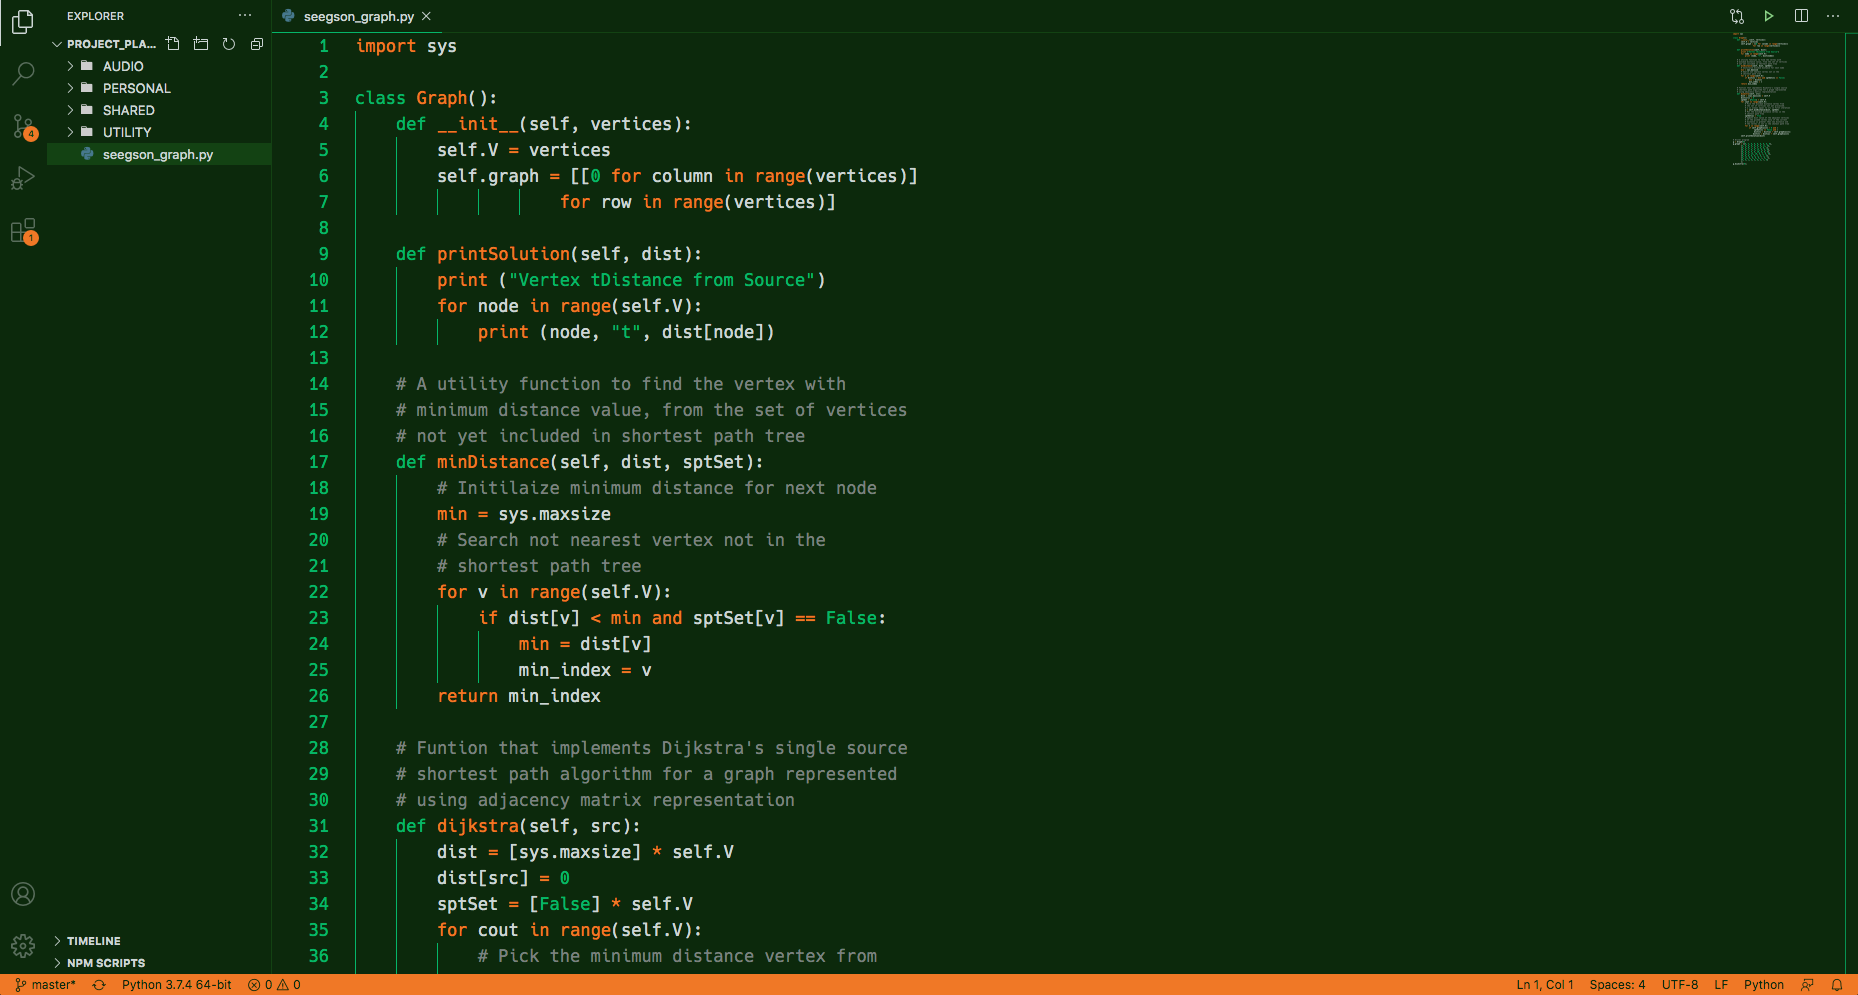 EXPLORER
PROJECT_PLA...
AUDIO
PERSONAL
SHARED
UTILITY
seegson_graph.py
4
1
TIMELINE
NPM SCRIPTS
seegson_graph.py
1 import sys
2
3 class Graph():
4 def __init__(self, vertices):
5 self.V = vertices
6 self.graph = [[0 for column in range(vertices)]
7 for row in range(vertices)]
8
9 def printSolution(self, dist):
10 print ("Vertex tDistance from Source")
11 for node in range(self.V):
12 print (node, "t", dist[node])
13
14 # A utility function to find the vertex with
15 # minimum distance value, from the set of vertices
16 # not yet included in shortest path tree
17 def minDistance(self, dist, sptSet):
18 # Initilaize minimum distance for next node
19 min = sys.maxsize
20 # Search not nearest vertex not in the
21 # shortest path tree
22 for v in range(self.V):
23 if dist[v] < min and sptSet[v] == False:
24 min = dist[v]
25 min_index = v
26 return min_index
27
28 # Funtion that implements Dijkstra's single source
29 # shortest path algorithm for a graph represented
30 # using adjacency matrix representation
31 def dijkstra(self, src):
32 dist = [sys.maxsize] * self.V
33 dist[src] = 0
34 sptSet = [False] * self.V
35 for cout in range(self.V):
36 # Pick the minimum distance vertex from
master* Python 3.7.4 64-bit 0 0 Ln 1, Col 1 Spaces: 4 UTF-8 LF Python